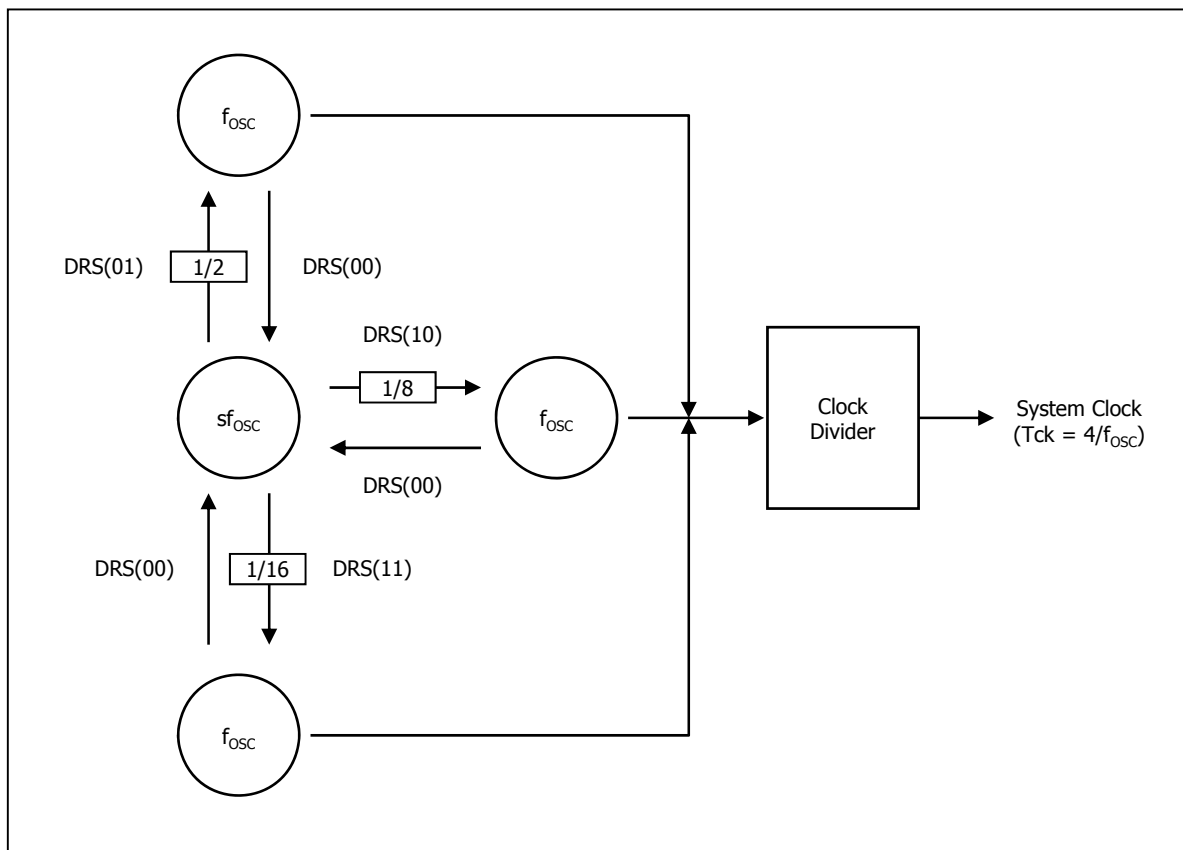 fOSC
DRS(01)
1/2
DRS(00)
DRS(10)
1/8
sfOSC
fOSC
Clock
Divider
System Clock
(Tck = 4/fOSC)
DRS(00)
DRS(00)
1/16
DRS(11)
fOSC